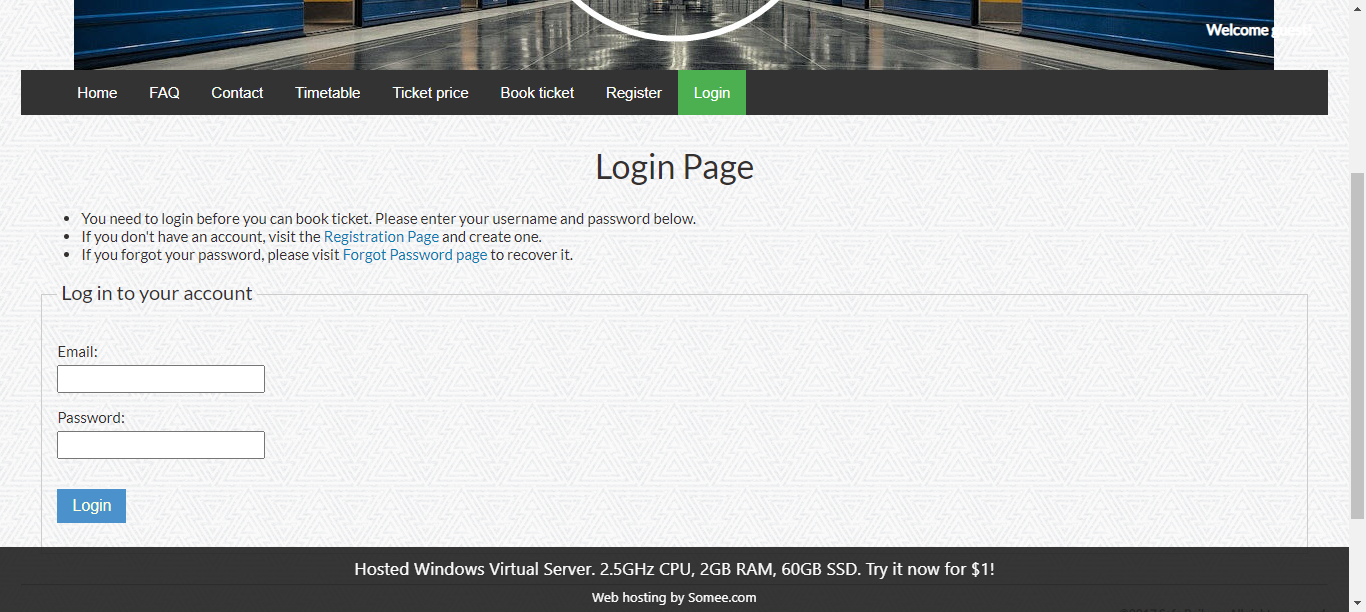 Welcome
Home FAQ Contact Timetable Ticket price Book ticket Register Login
Login Page
You need to login before you can book ticket. Please enter your username and password below.
If you don't have an account, visit the Registration Page and create one.
If you forgot your password, please visit Forgot Password page to recover it.
Log in to your account
Email:
Password:
Login
Hosted Windows Virtual Server. 2.5GHz CPU, 2GB RAM, 60GB SSD. Try it now for $1!
Web hosting by Somee.com